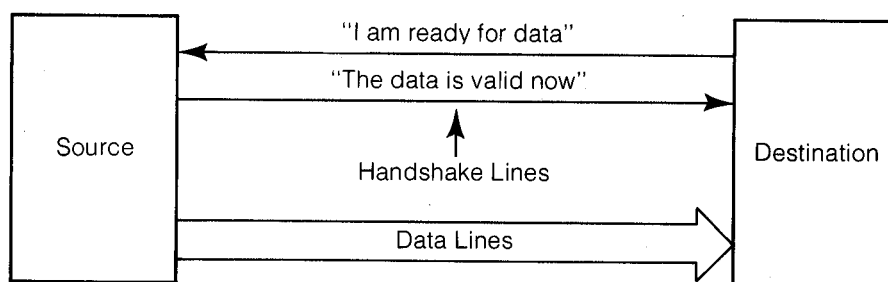 "I am ready for data"
"The data is valid now"
Source
Handshake Lines
Destination
Data Lines